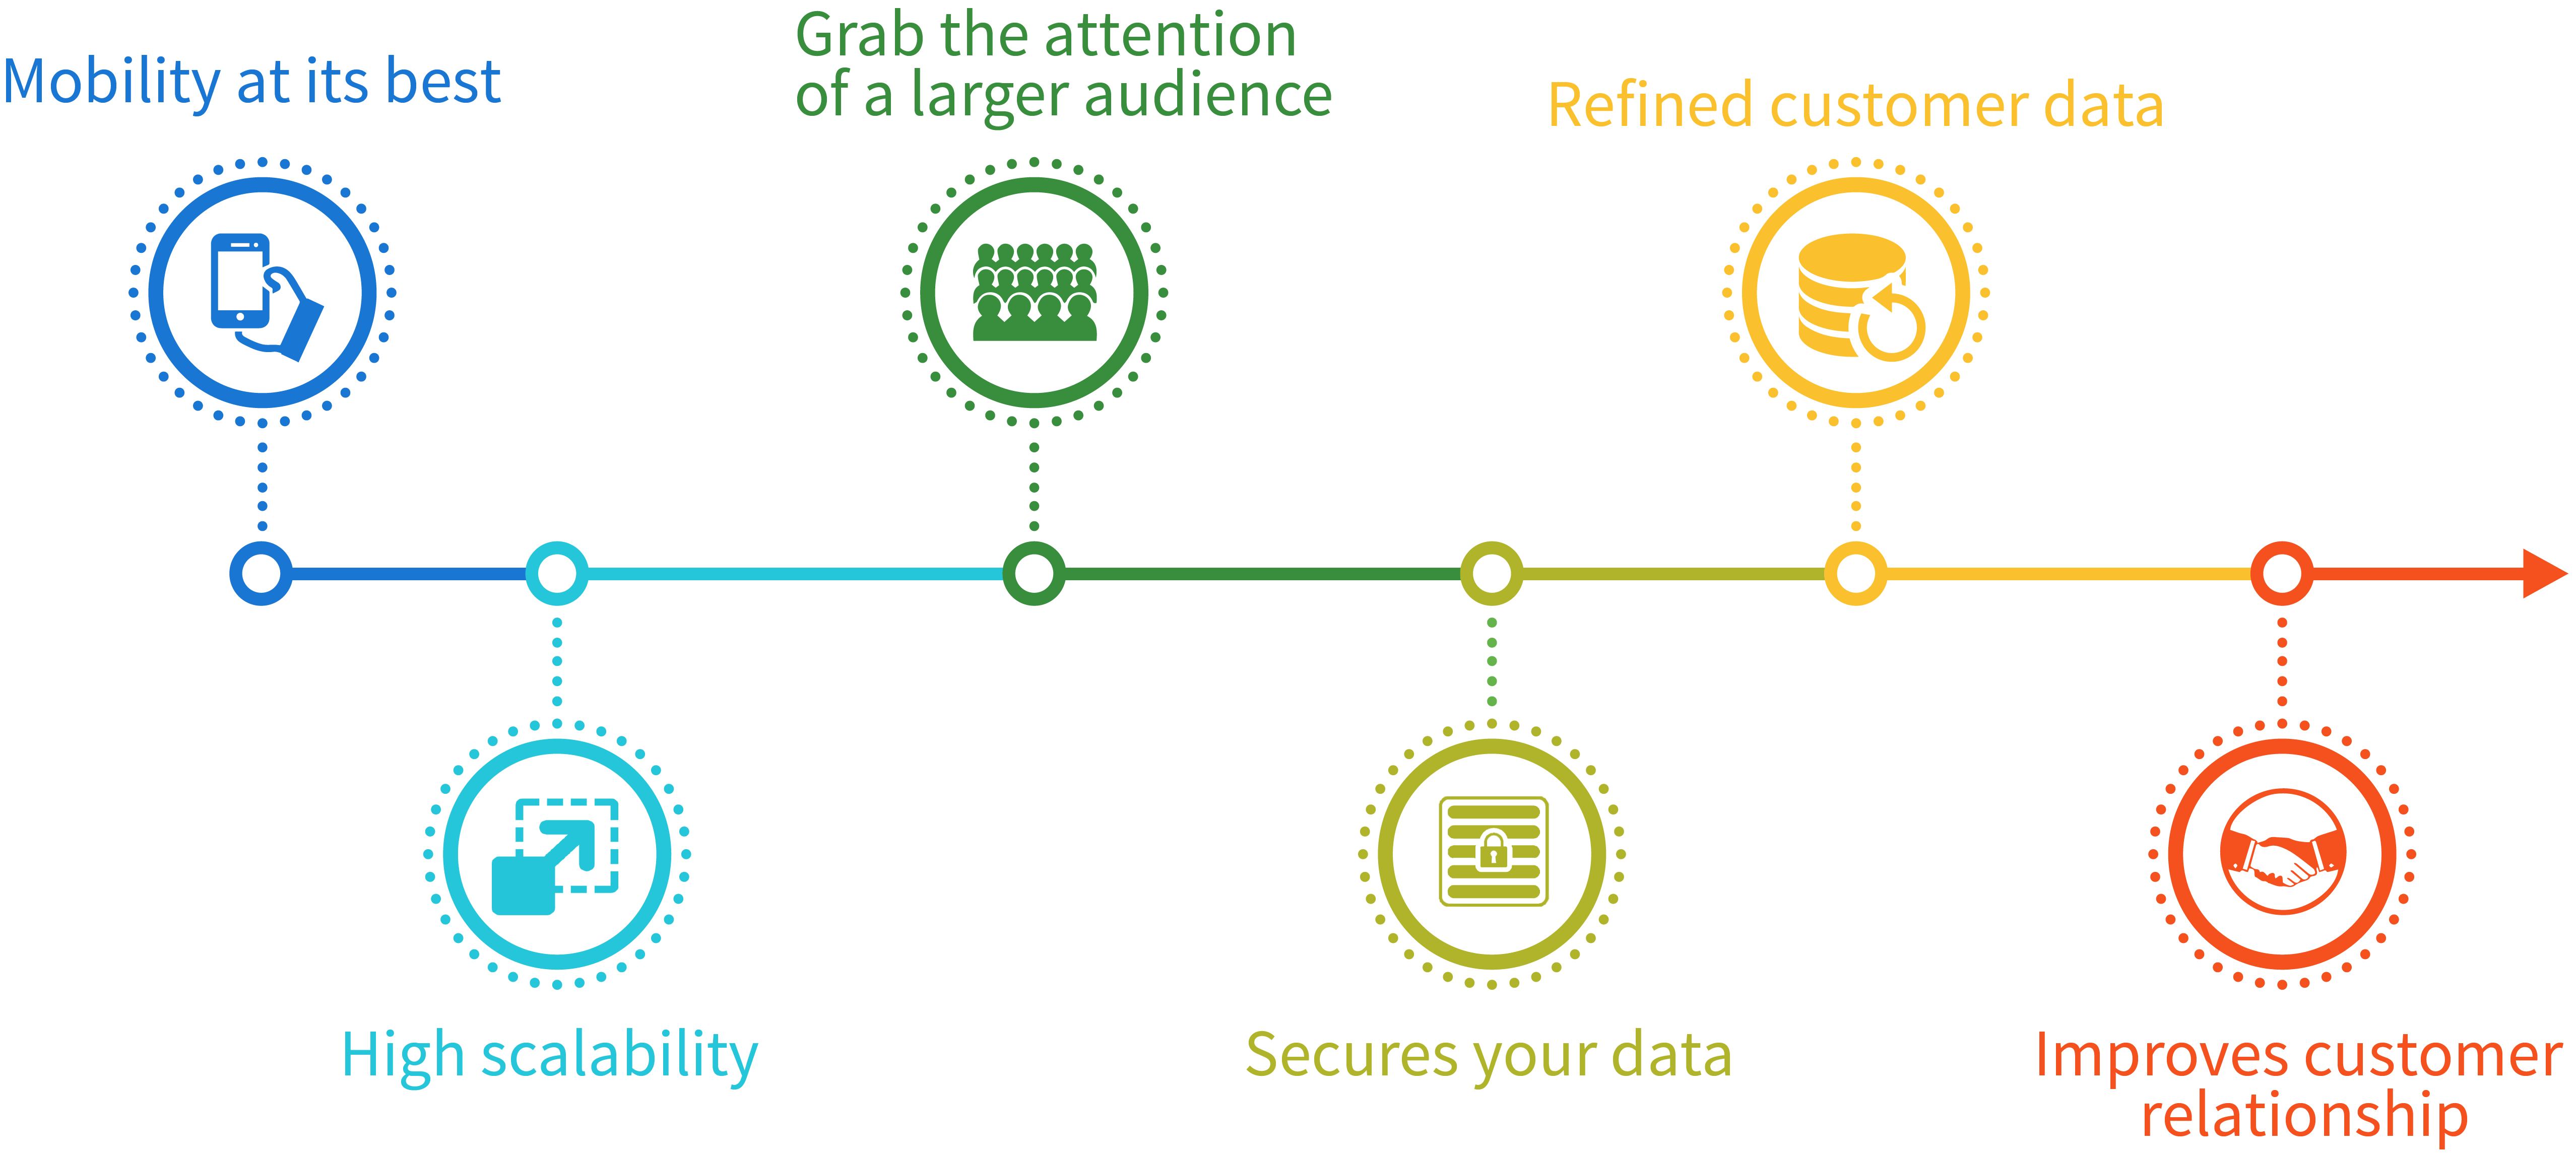 Mobility at its best
High scalability
Grab the attention
of a larger audience
Secures your data
Refined customer data
Improves customer
relationship